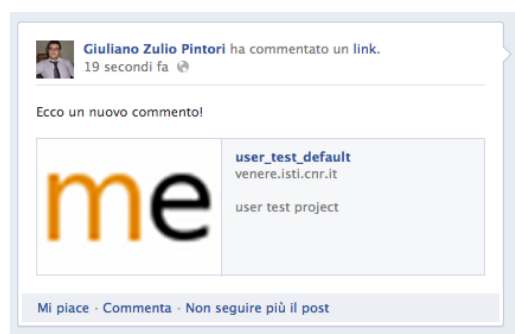 Giuliano Zulio Pintori ha commentato un link.
19 secondi fa
Ecco un nuovo commento!
me
user_test_default
venere.isti.cnr.it
user test project
Mi piace · Commenta · Non seguire più il post